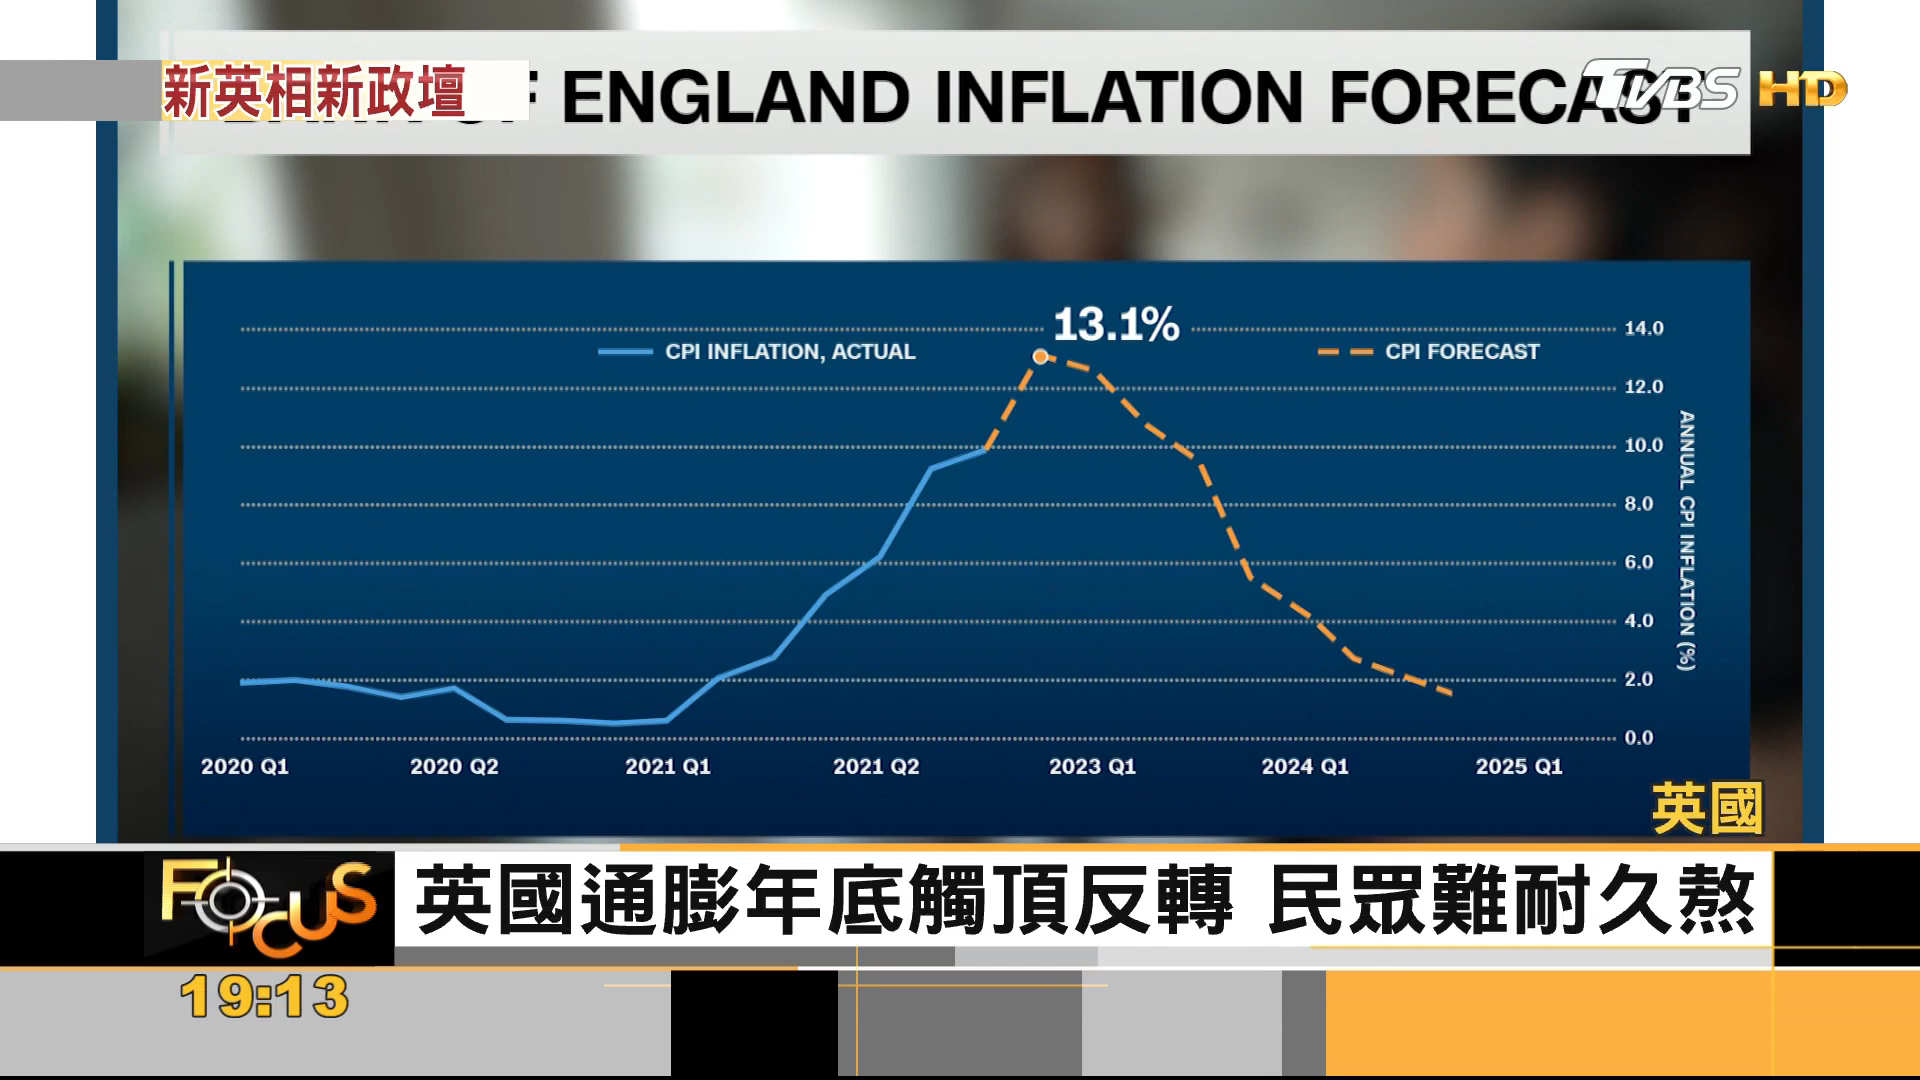 新英相新政壇
ENGLAND INFLATION FORECAST
TVBS HD
13.1%
CPI INFLATION, ACTUAL
CPI FORECAST
14.0
12.0
10.0
8.0
6.0
4.0
2.0
0.0
ANNUAL CPI INFLATION (%)
2020 Q1
2020 Q2
2021 Q1
2021 Q2
2023 Q1
2024 Q1
2025 Q1
英國
FOCUS
英國通膨年底觸頂反轉 民眾難耐久熬
19:13